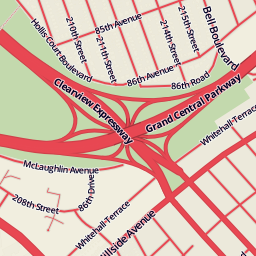 85th Avenue
Hollis Court Boulevard
210th Street
211th Street
214th Street
215th Street
Bell Boulevard
86th Avenue
86th Road
Clearview Expressway
Grand Central Parkway
Whitehall Terrace
McLaughlin Avenue
86th Drive
208th Street
Whitehall Terrace
Hillside Avenue